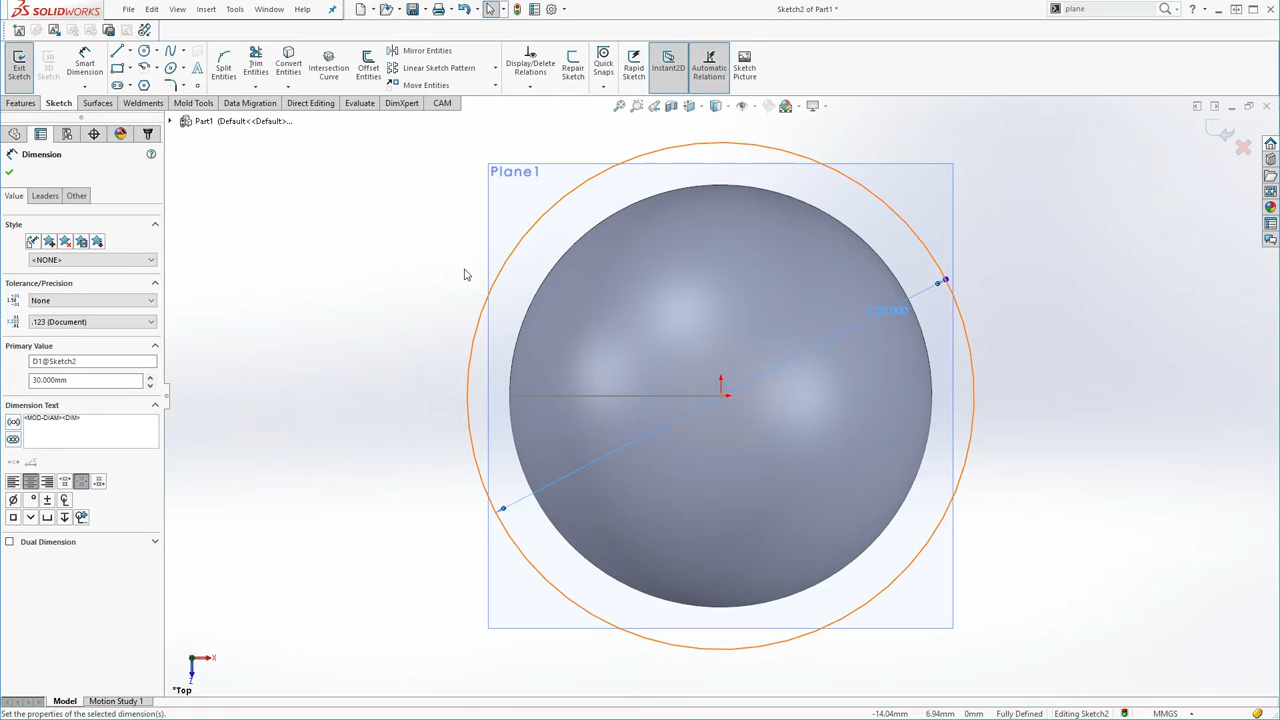 SOLIDWORKS
File Edit View Insert Tools Window Help
Sketch2 of Part1 *
plane
Exit Sketch
3D Sketch
Smart Dimension
Split Entities
Trim Entities
Convert Entities
Intersection Curve
Offset Entities
Mirror Entities
Linear Sketch Pattern
Move Entities
Display/Delete Relations
Repair Sketch
Quick Snaps
Rapid Sketch
Instant2D
Automatic Relations
Sketch Picture
Features Sketch Surfaces Weldments Mold Tools Data Migration Direct Editing Evaluate DimXpert CAM
Part1 (Default<<Default>...
Dimension
Value Leaders Other
Style
<NONE>
Tolerance/Precision
None
.123 (Document)
Primary Value
D1@Sketch2
30.000mm
Dimension Text
<MOD-DIAM><DIM>
Dual Dimension
Plane1
X
Z
*Top
Model Motion Study 1
Set the properties of the selected dimension(s).
-14.04mm 6.94mm 0mm Fully Defined Editing Sketch2 MMGS